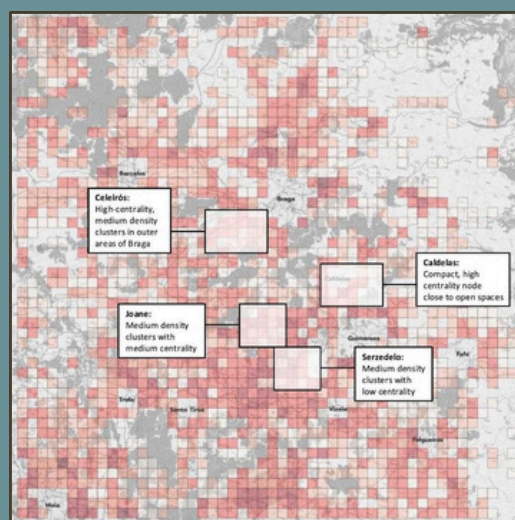 Barcelos
Braga
Celeirós:
High-centrality,
medium density
clusters in outer
areas of Braga
Caldelas:
Compact, high
centrality node
close to open spaces
Joane:
Medium density
clusters with
medium centrality
Guimarães
Fafe
Serzedelo:
Medium density
clusters with
low centrality
Trofa
Santo Tirso
Vizela
Felgueiras
Maia